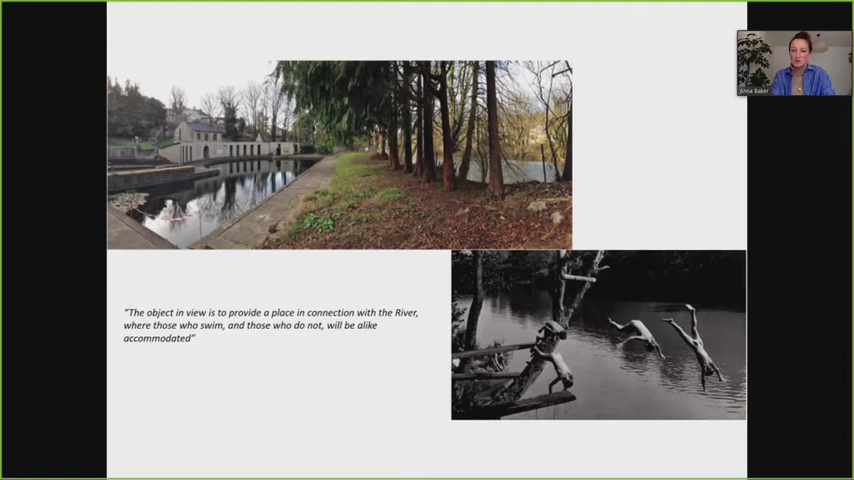 Anna Baker
“The object in view is to provide a place in connection with the River,
where those who swim, and those who do not, will be alike
accommodated”